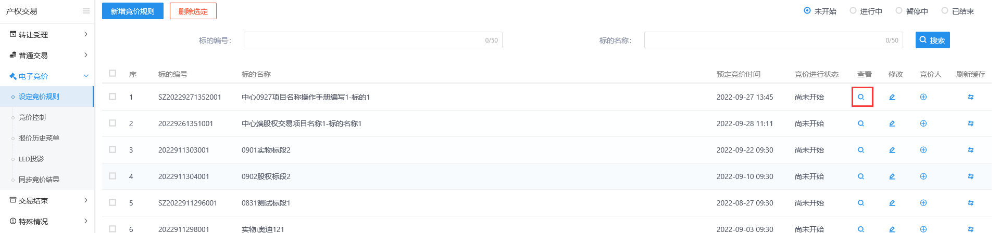 产权交易
转让受理
普通交易
电子竞价
设定竞价规则
竞价控制
报价历史菜单
LED投影
同步竞价结果
交易结束
特殊情况
新增竞价规则 删除选定 未开始 进行中 暂停中 已结束
标的编号: 0/50 标的名称: 0/50 搜索
序 标的编号 标的名称 预定竞价时间 竞价进行状态 查看 修改 竞价人 刷新缓存
1 SZ20229271352001 中心0927项目名称操作手册编写1-标的1 2022-09-27 13:45 尚未开始
2 20229261351001 中心端股权交易项目名称1-标的名称1 2022-09-28 11:11 尚未开始
3 2022911303001 0901实物标段2 2022-09-22 09:30 尚未开始
4 2022911304001 0902股权标段2 2022-09-10 09:30 尚未开始
5 SZ2022911296001 0831测试标段1 2022-08-27 09:30 尚未开始
6 2022911298001 实物i奥迪121 2022-09-03 09:30 尚未开始